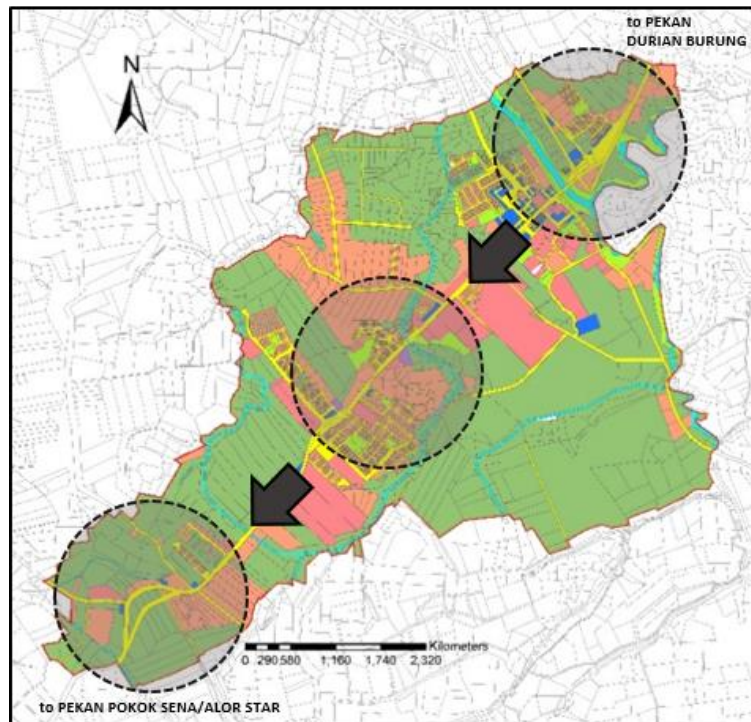 to PEKAN
DURIAN BURUNG
N
Kilometers
0 290 580 1,160 1,740 2,320
to PEKAN POKOK SENA/ALOR STAR